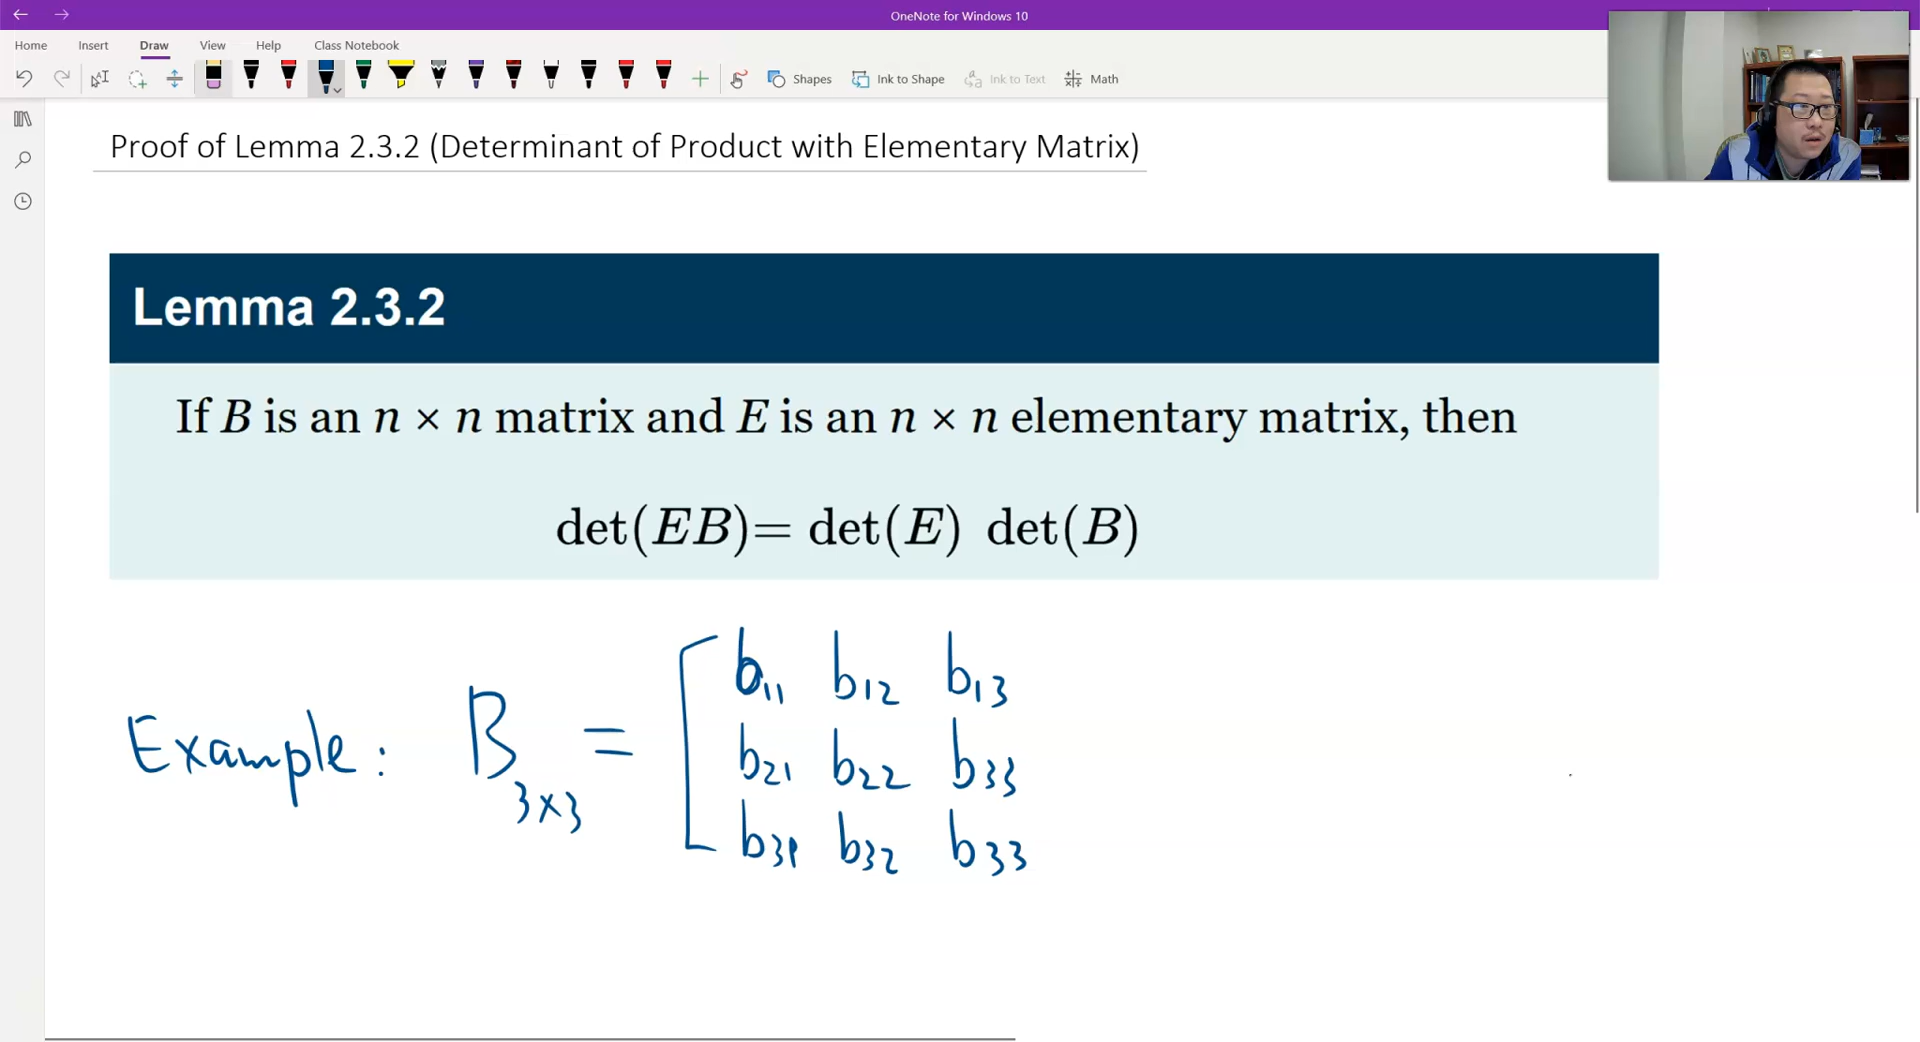 OneNote for Windows 10
Home Insert Draw View Help Class Notebook
Shapes Ink to Shape Ink to Text Math
Proof of Lemma 2.3.2 (Determinant of Product with Elementary Matrix)
Lemma 2.3.2
If B is an n × n matrix and E is an n × n elementary matrix, then
det(EB)= det(E) det(B)
b11 b12 b13
Example: B3×3 = [ b21 b22 b33
b31 b32 b33